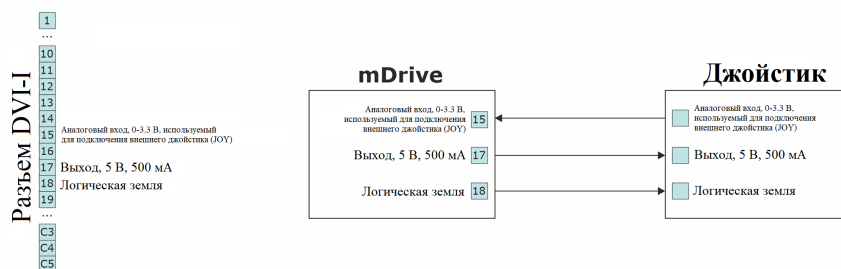 Разъем DVI-I
1
...
10
11
12
13
14
15
16
17
18
19
...
C3
C4
C5
Аналоговый вход, 0-3.3 В, используемый
для подключения внешнего джойстика (JOY)
Выход, 5 В, 500 мА
Логическая земля
mDrive
Аналоговый вход, 0-3.3 В,
используемый для подключения
внешнего джойстика (JOY)
15
Выход, 5 В, 500 мА
17
Логическая земля
18
Джойстик
Аналоговый вход, 0-3.3 В,
используемый для подключения
внешнего джойстика (JOY)
Выход, 5 В, 500 мА
Логическая земля